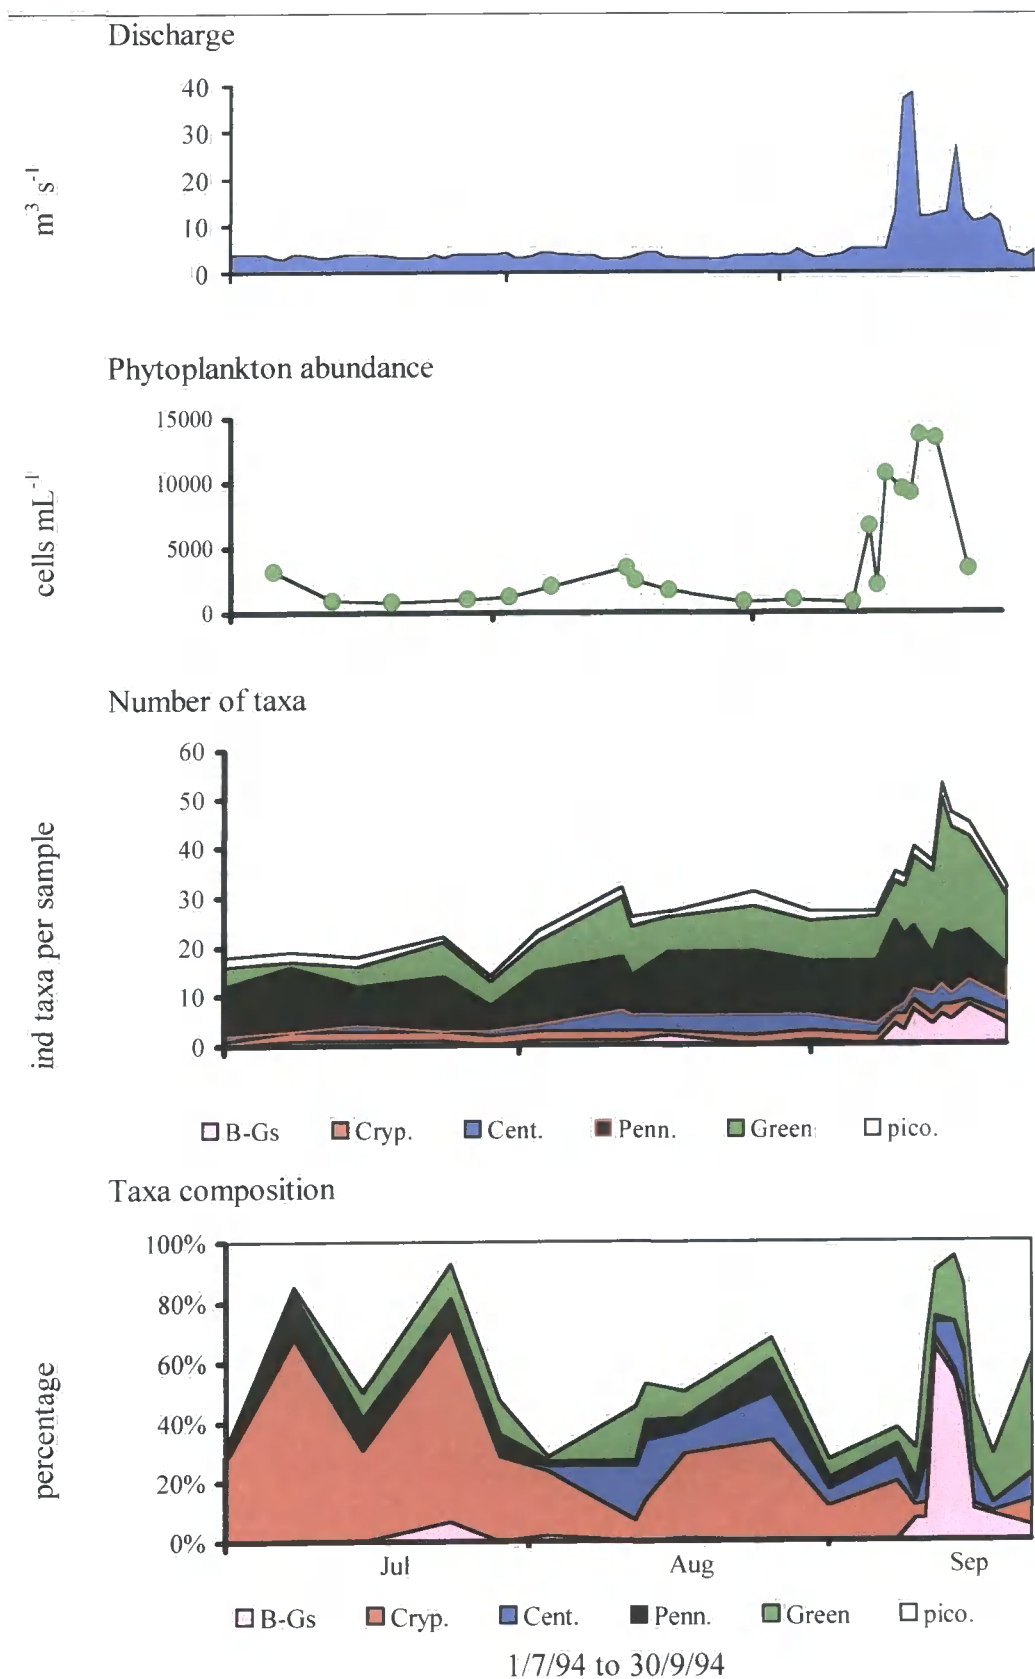 Discharge
40
30
20
10
0
m³ s⁻¹
Phytoplankton abundance
15000
10000
5000
0
cells mL⁻¹
Number of taxa
60
50
40
30
20
10
0
ind taxa per sample
B-Gs Cryp. Cent. Penn. Green pico.
Taxa composition
100%
80%
60%
40%
20%
0%
percentage
Jul Aug Sep
B-Gs Cryp. Cent. Penn. Green pico.
1/7/94 to 30/9/94